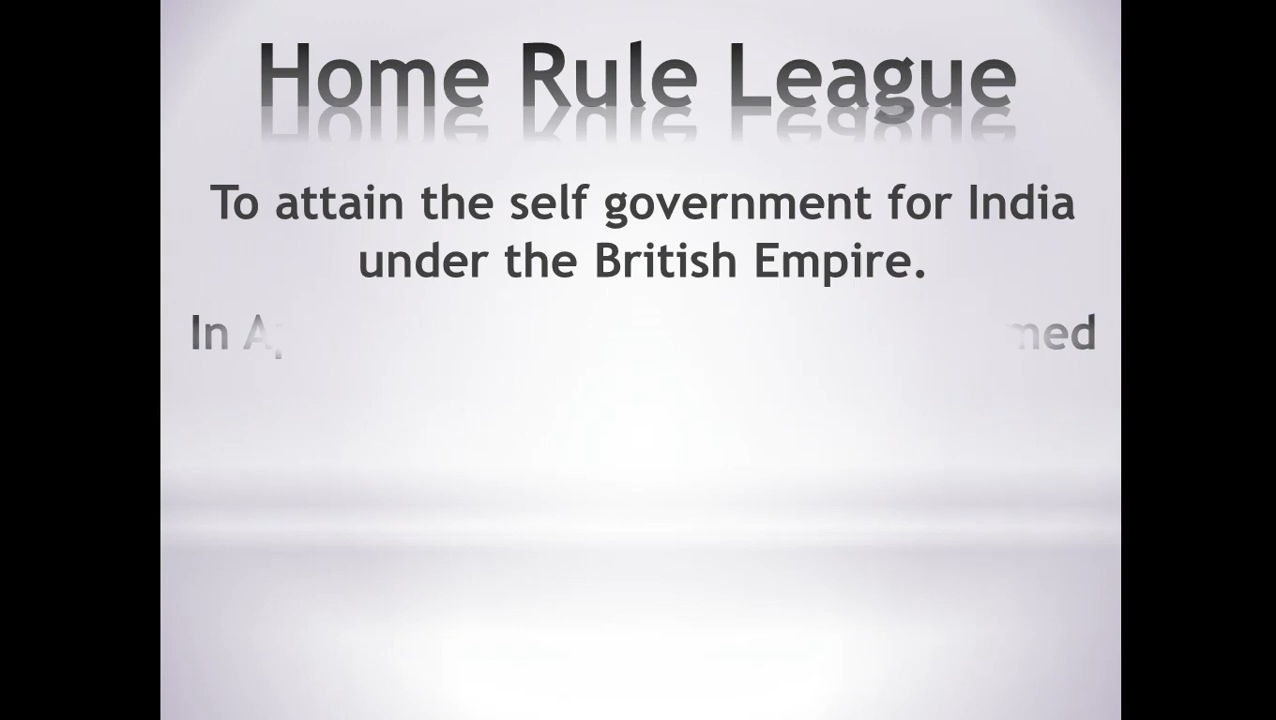 Home Rule League
To attain the self government for India
under the British Empire.
In